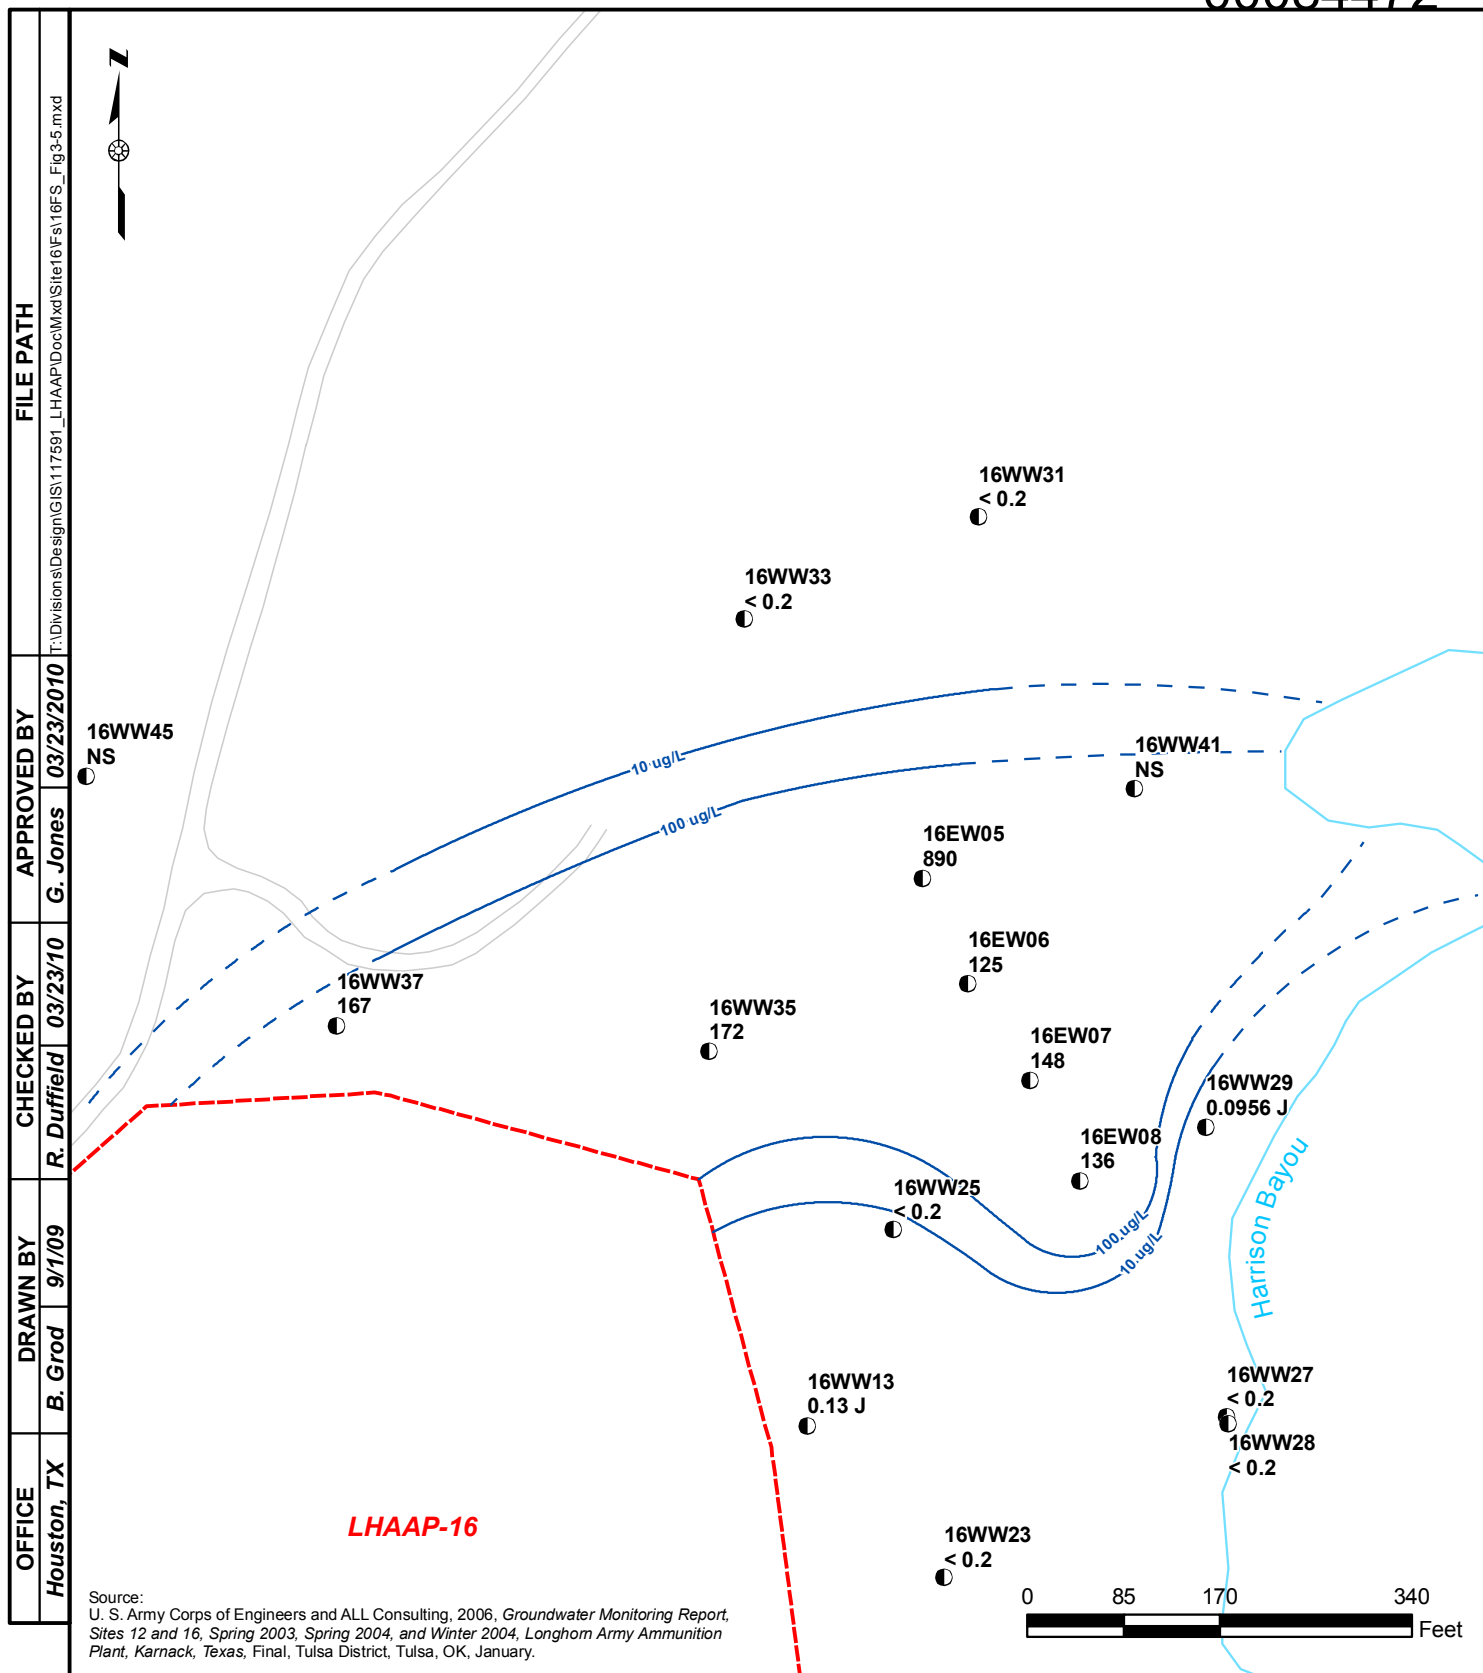 FILE PATH
T:\Divisions\Design\GIS\117591_LHAAP\Doc\Mxd\Site16\Fs\16FS_Fig3-5.mxd
APPROVED BY
G. Jones 03/23/2010
CHECKED BY
R. Duffield 03/23/10
DRAWN BY
B. Grod 9/1/09
OFFICE
Houston, TX
Z
16WW31
< 0.2
16WW33
< 0.2
16WW45
NS
10 ug/L
16WW41
NS
100 ug/L
16EW05
890
16EW06
125
16WW37
167
16WW35
172
16EW07
148
16WW29
0.0956 J
16EW08
136
16WW25
< 0.2
100 ug/L
10 ug/L
Harrison Bayou
16WW13
0.13 J
16WW27
< 0.2
16WW28
< 0.2
LHAAP-16
16WW23
< 0.2
Source:
U. S. Army Corps of Engineers and ALL Consulting, 2006, Groundwater Monitoring Report,
Sites 12 and 16, Spring 2003, Spring 2004, and Winter 2004, Longhorn Army Ammunition
Plant, Karnack, Texas, Final, Tulsa District, Tulsa, OK, January.
0 85 170 340
Feet